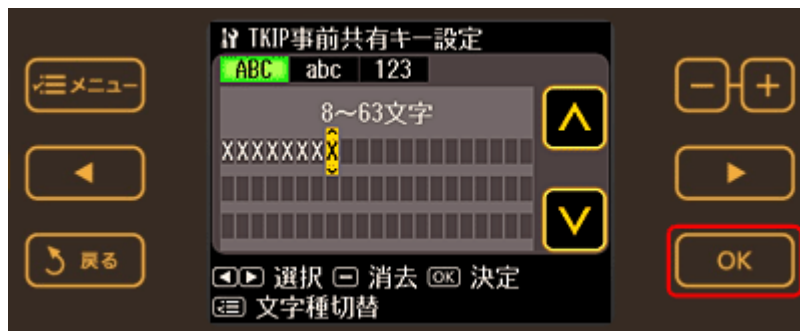 TKIP事前共有キー設定
ABC abc 123
メニュー
8～63文字
XXXXXXXX
戻る
OK
選択 消去 OK 決定
文字種切替